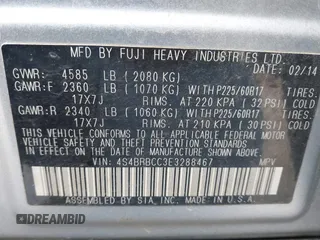 MFD BY FUJI HEAVY INDUSTRIES LTD.
DATE: 02/14
GVWR: 4585 LB (2080 KG)
GAWR:F 2360 LB (1070 KG) WITH P225/60R17 TIRES.
17X7J RIMS. AT 220 KPA (32 PSI) COLD
GAWR:R 2340 LB (1060 KG) WITH P225/60R17 TIRES.
17X7J RIMS. AT 210 KPA (30 PSI) COLD
THIS VEHICLE CONFORMS TO ALL APPLICABLE FEDERAL MOTOR VEHICLE
SAFETY, BUMPER AND THEFT PREVENTION STANDARDS IN EFFECT
ON THE DATE OF MANUFACTURE SHOWN ABOVE.
VIN: 4S4BRBCC3E3288467 MPV
ASSEMBLED BY SIA, INC. MADE IN U.S.A.
DREAMBID